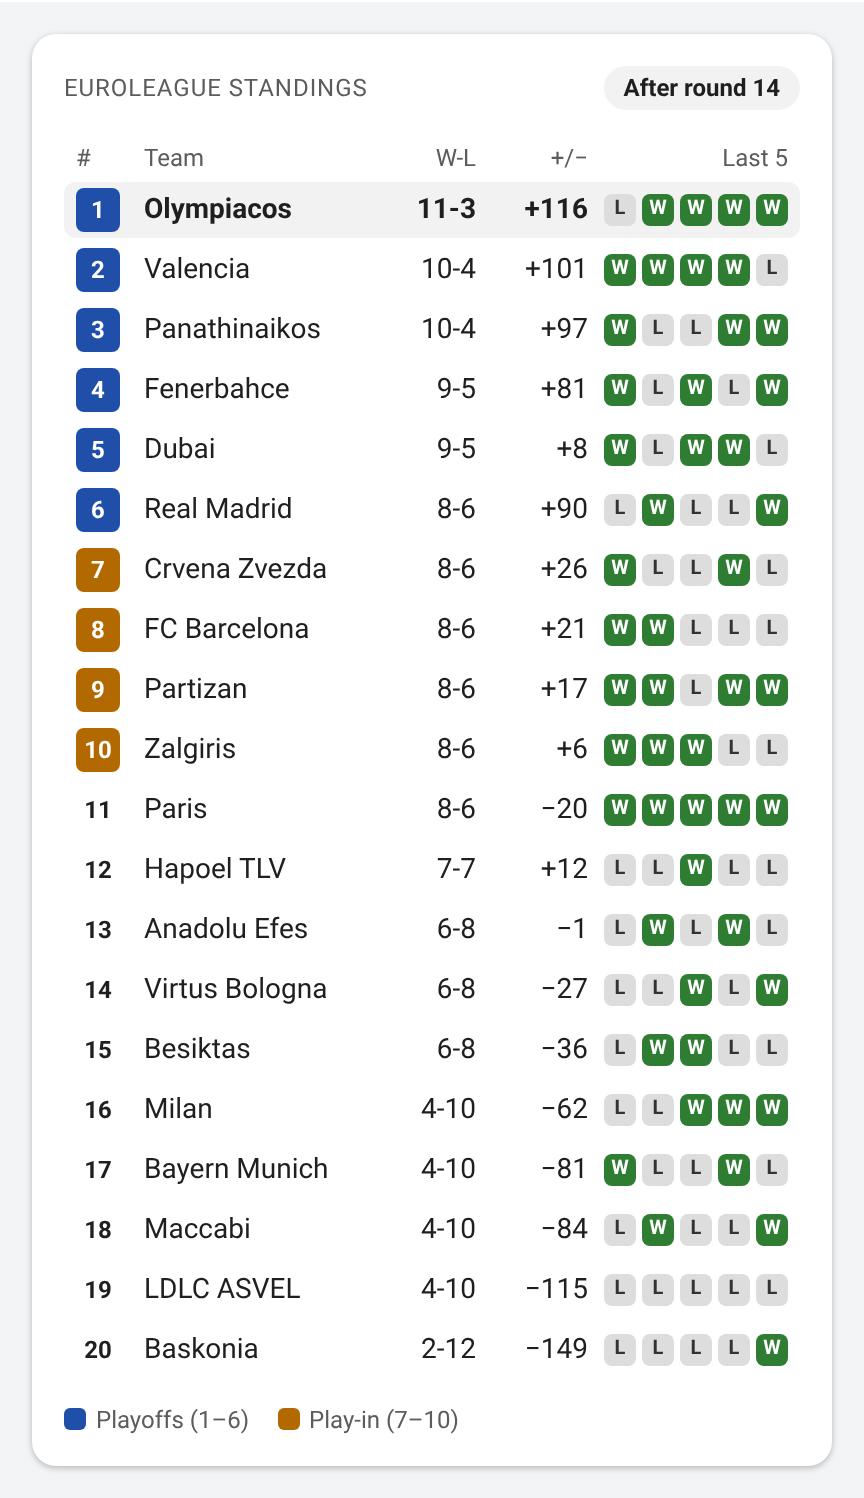 EUROLEAGUE STANDINGS After round 14
# Team W-L +/− Last 5
1 Olympiacos 11-3 +116 L W W W W
2 Valencia 10-4 +101 W W W W L
3 Panathinaikos 10-4 +97 W L L W W
4 Fenerbahce 9-5 +81 W L W L W
5 Dubai 9-5 +8 W L W W L
6 Real Madrid 8-6 +90 L W L L W
7 Crvena Zvezda 8-6 +26 W L L W L
8 FC Barcelona 8-6 +21 W W L L L
9 Partizan 8-6 +17 W W L W W
10 Zalgiris 8-6 +6 W W W L L
11 Paris 8-6 −20 W W W W W
12 Hapoel TLV 7-7 +12 L L W L L
13 Anadolu Efes 6-8 −1 L W L W L
14 Virtus Bologna 6-8 −27 L L W L W
15 Besiktas 6-8 −36 L W W L L
16 Milan 4-10 −62 L L W W W
17 Bayern Munich 4-10 −81 W L L W L
18 Maccabi 4-10 −84 L W L L W
19 LDLC ASVEL 4-10 −115 L L L L L
20 Baskonia 2-12 −149 L L L L W
Playoffs (1–6) Play-in (7–10)